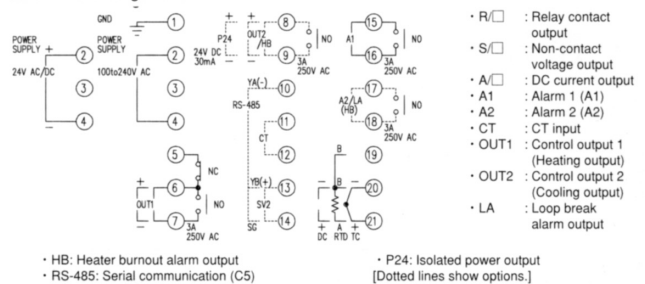 GND
1
POWER SUPPLY +
24V AC/DC
2
3
4
−
POWER SUPPLY
100to240V AC
2
3
4
5
NC
+
6
OUT1
NO
−
7
3A
250V AC
+ +
P24
OUT2
/HB
24V DC
30mA
− −
8
NO
9
3A
250V AC
YA(-)
10
RS-485
11
CT
12
YB(+)
13
SV2
SG
14
15
A1
NO
16
3A
250V AC
17
A2/LA
(HB)
NO
18
3A
250V AC
B
19
− B −
20
+ A +
21
DC RTD TC
・R/□ : Relay contact
output
・S/□ : Non-contact
voltage output
・A/□ : DC current output
・A1 : Alarm 1 (A1)
・A2 : Alarm 2 (A2)
・CT : CT input
・OUT1 : Control output 1
(Heating output)
・OUT2 : Control output 2
(Cooling output)
・LA : Loop break
alarm output
・HB: Heater burnout alarm output
・RS-485: Serial communication (C5)
・P24: Isolated power output
[Dotted lines show options.]